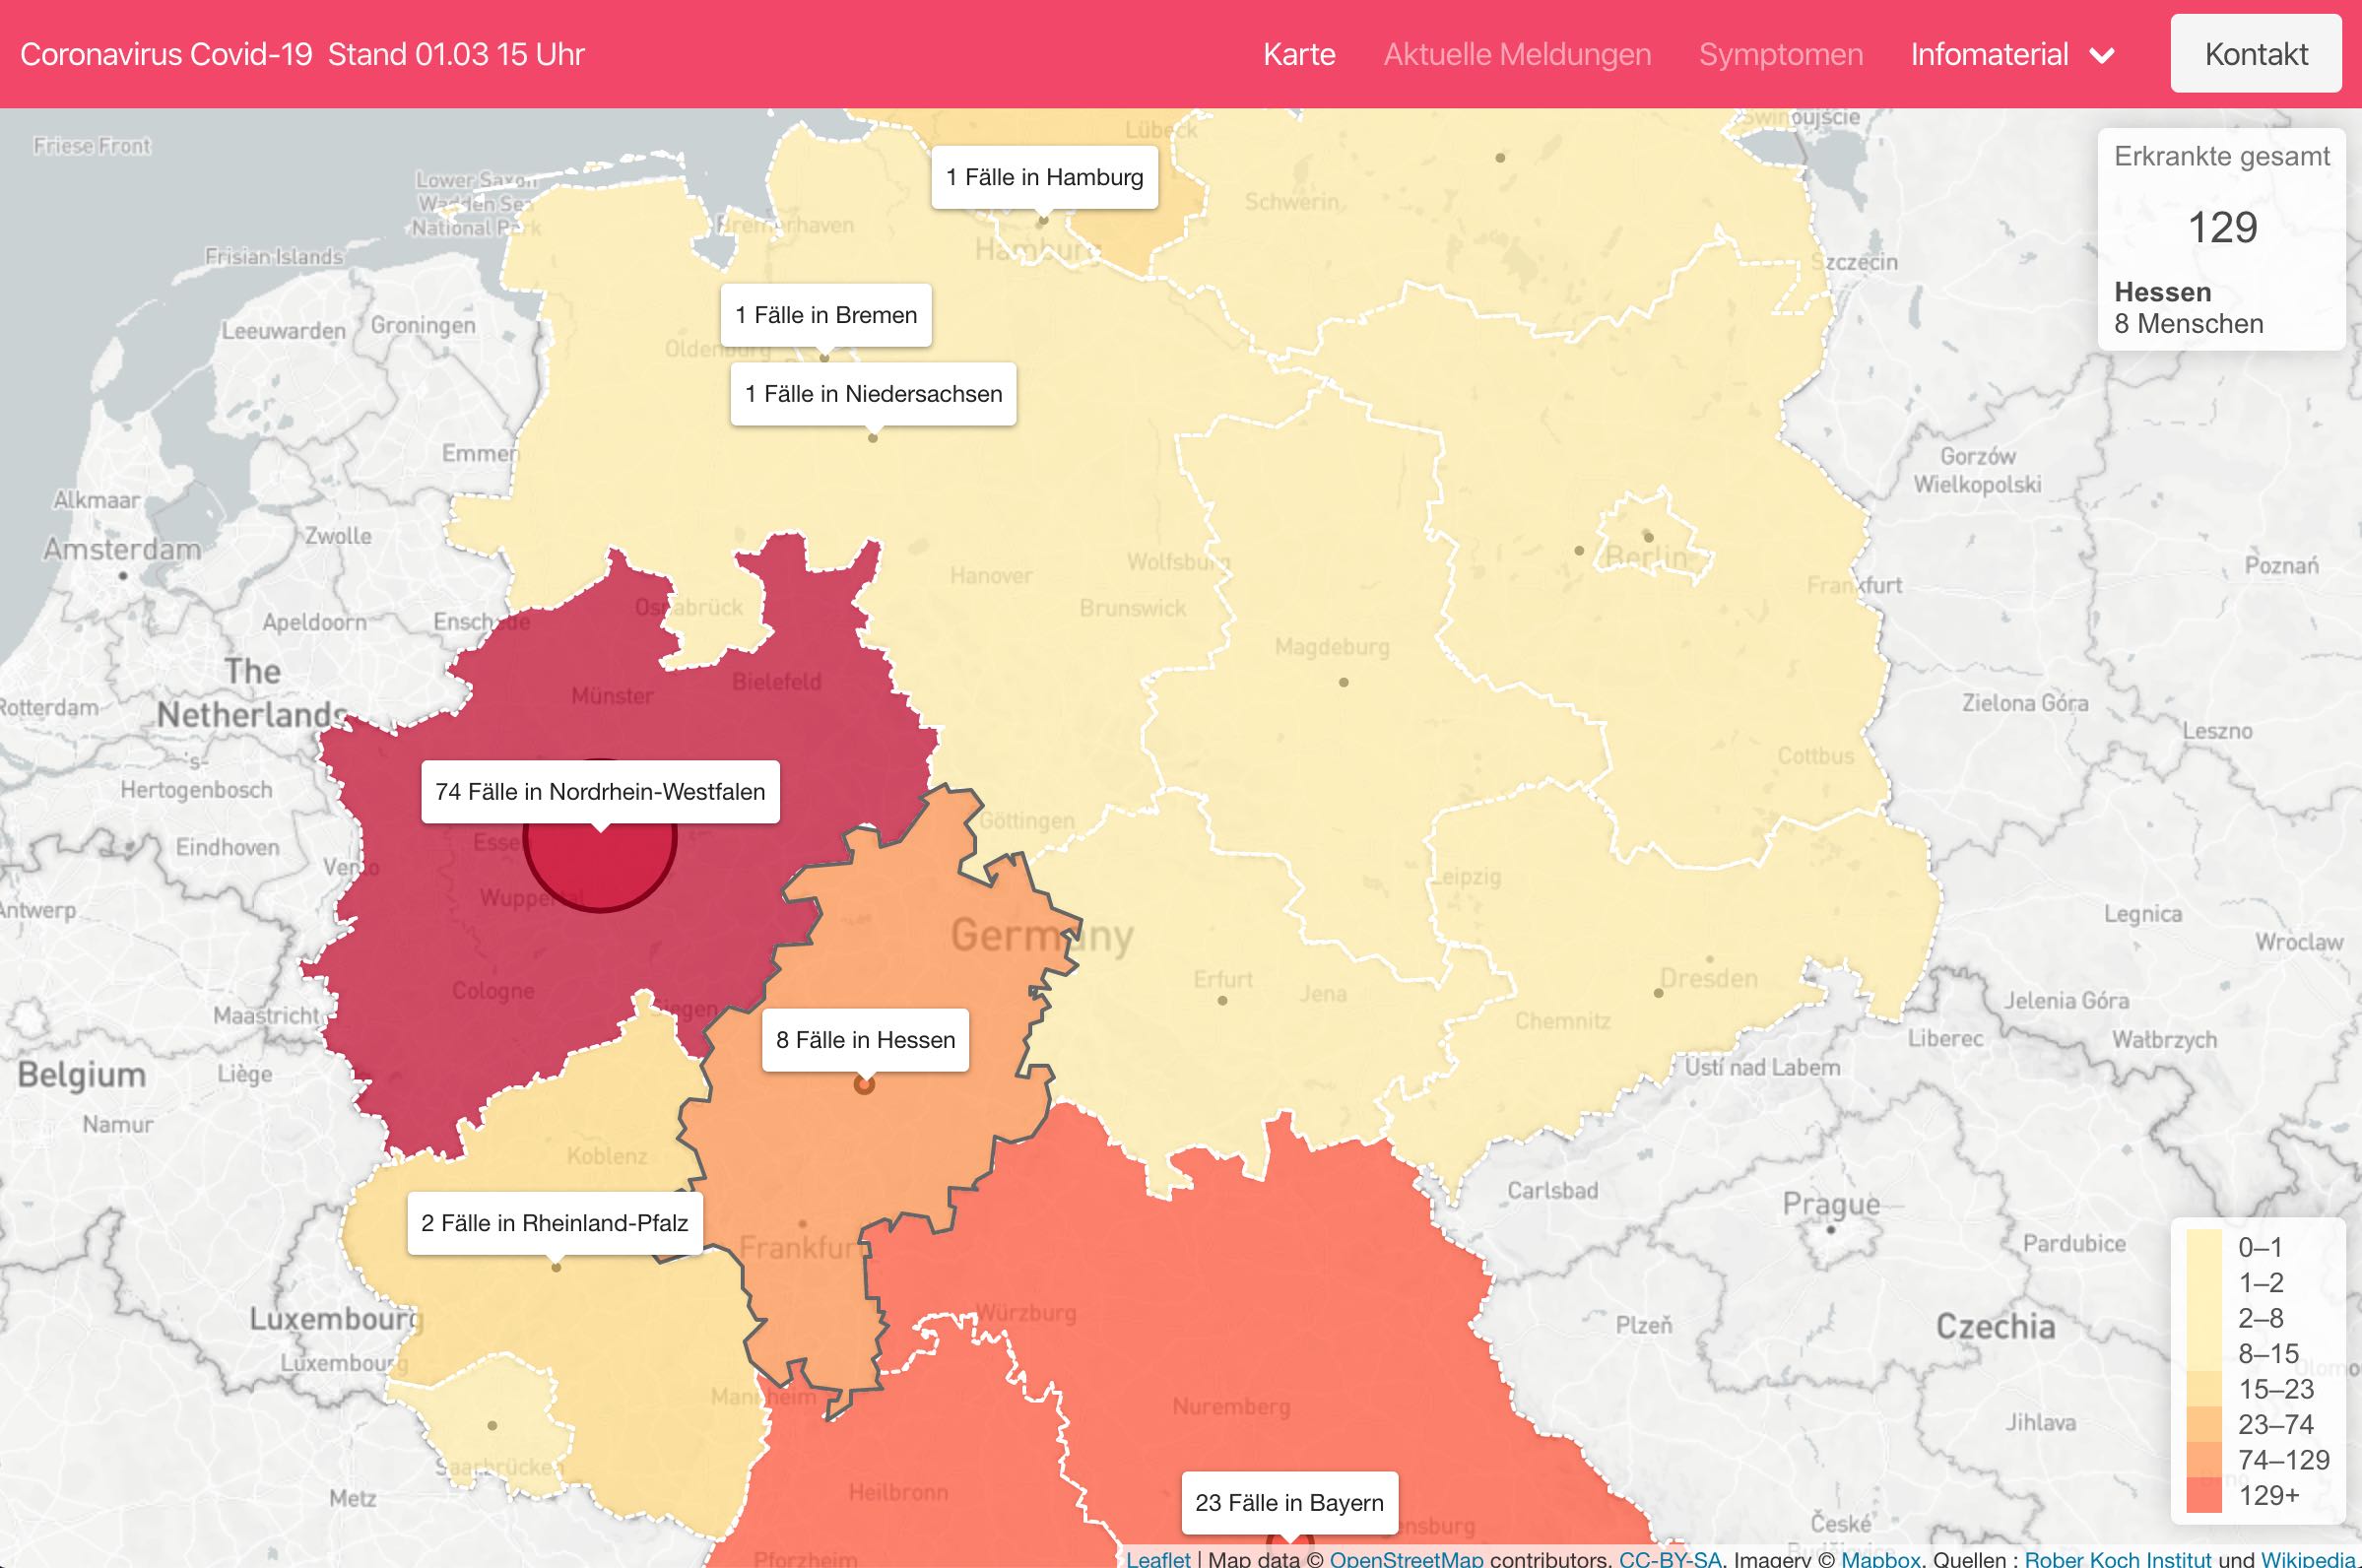 Coronavirus Covid-19 Stand 01.03 15 Uhr
Karte
Aktuelle Meldungen
Symptomen
Infomaterial
Kontakt
Friese Front
Lübeck
Świnoujście
Erkrankte gesamt
129
Hessen
8 Menschen
1 Fälle in Hamburg
Lower Saxon
Wadden Sea
National Park
Schwerin
Bremerhaven
Hamburg
Frisian Islands
Szczecin
1 Fälle in Bremen
Leeuwarden
Groningen
Oldenburg
1 Fälle in Niedersachsen
Emmen
Gorzów
Wielkopolski
Alkmaar
Zwolle
Amsterdam
Berlin
Hanover
Wolfsburg
Poznań
Frankfurt
Osnabrück
Brunswick
Apeldoorn
Enschede
Magdeburg
The
Netherlands
Münster
Bielefeld
Rotterdam
Zielona Góra
Leszno
Cottbus
's-
Hertogenbosch
74 Fälle in Nordrhein-Westfalen
Göttingen
Eindhoven
Esse
Venlo
Leipzig
Wuppertal
Antwerp
Legnica
Germany
Wroclaw
Erfurt
Jena
Dresden
Cologne
Siegen
Maastricht
Chemnitz
Jelenia Góra
Liberec
Wałbrzych
8 Fälle in Hessen
Belgium
Liège
Ustí nad Labem
Namur
Koblenz
Carlsbad
Prague
2 Fälle in Rheinland-Pfalz
Frankfurt
Pardubice
Luxembourg
Luxembourg
Würzburg
Plzeň
Czechia
0–1
1–2
2–8
8–15
15–23
23–74
74–129
129+
Mannheim
Nuremberg
Jihlava
Saarbrücken
Metz
Heilbronn
23 Fälle in Bayern
ensburg
České
Budějovice
Pforzheim
Leaflet | Map data © OpenStreetMap contributors, CC-BY-SA, Imagery © Mapbox, Quellen : Rober Koch Institut und Wikipedia